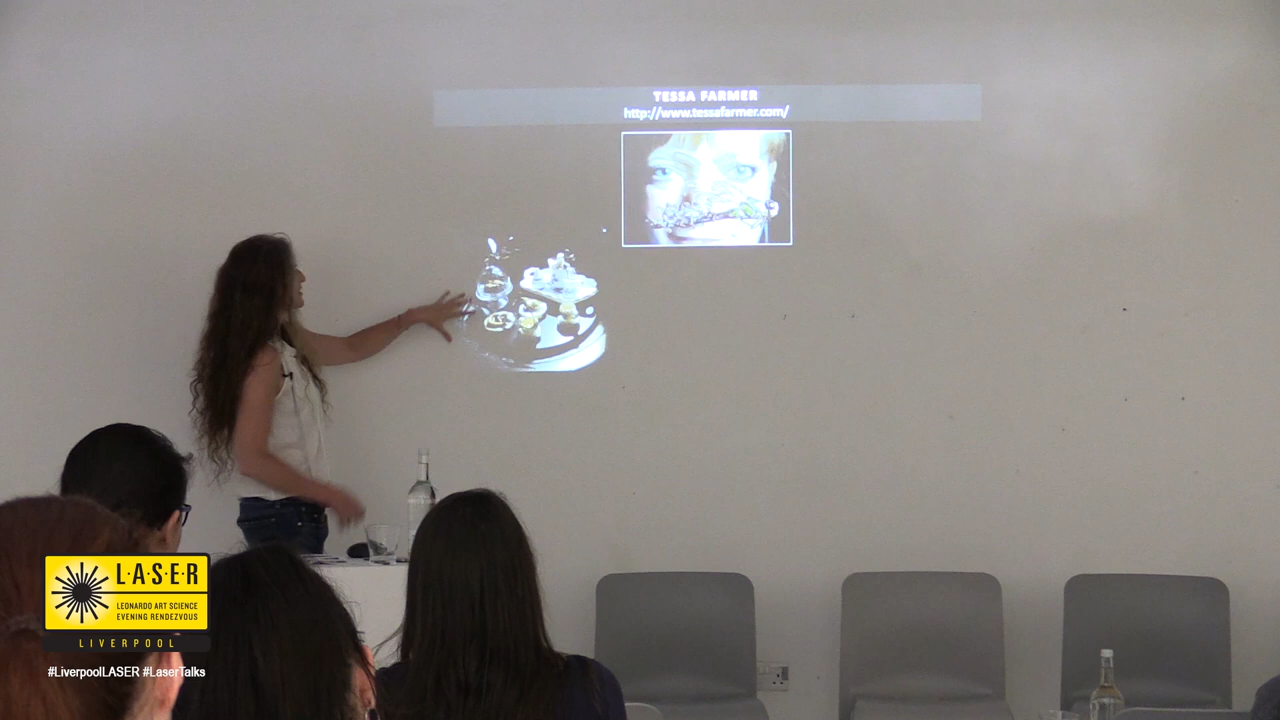 TESSA FARMER
http://www.tessafarmer.com/
L·A·S·E·R
LEONARDO ART SCIENCE
EVENING RENDEZVOUS
LIVERPOOL
#LiverpoolLASER #LaserTalks